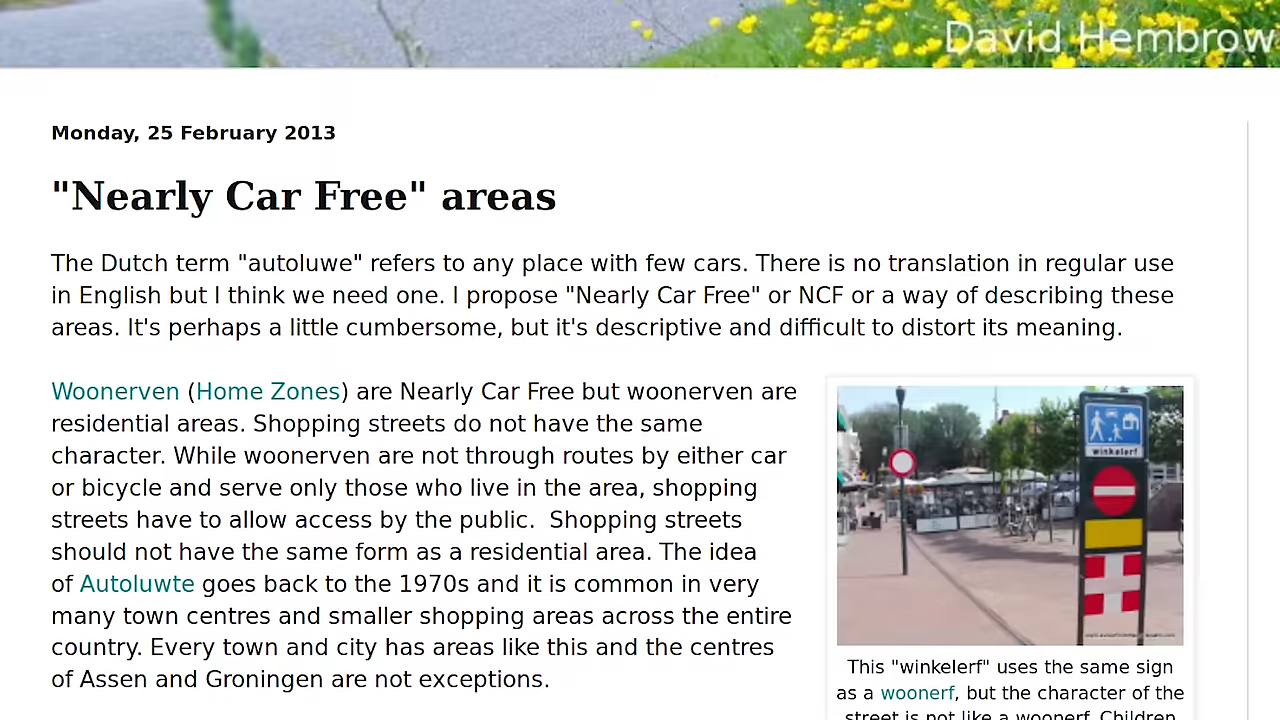 David Hembrow
Monday, 25 February 2013
"Nearly Car Free" areas
The Dutch term "autoluwe" refers to any place with few cars. There is no translation in regular use
in English but I think we need one. I propose "Nearly Car Free" or NCF or a way of describing these
areas. It's perhaps a little cumbersome, but it's descriptive and difficult to distort its meaning.
Woonerven (Home Zones) are Nearly Car Free but woonerven are
residential areas. Shopping streets do not have the same
character. While woonerven are not through routes by either car
or bicycle and serve only those who live in the area, shopping
streets have to allow access by the public.  Shopping streets
should not have the same form as a residential area. The idea
of Autoluwte goes back to the 1970s and it is common in very
many town centres and smaller shopping areas across the entire
country. Every town and city has areas like this and the centres
of Assen and Groningen are not exceptions.
winkelerf
This "winkelerf" uses the same sign
as a woonerf, but the character of the
street is not like a woonerf. Children